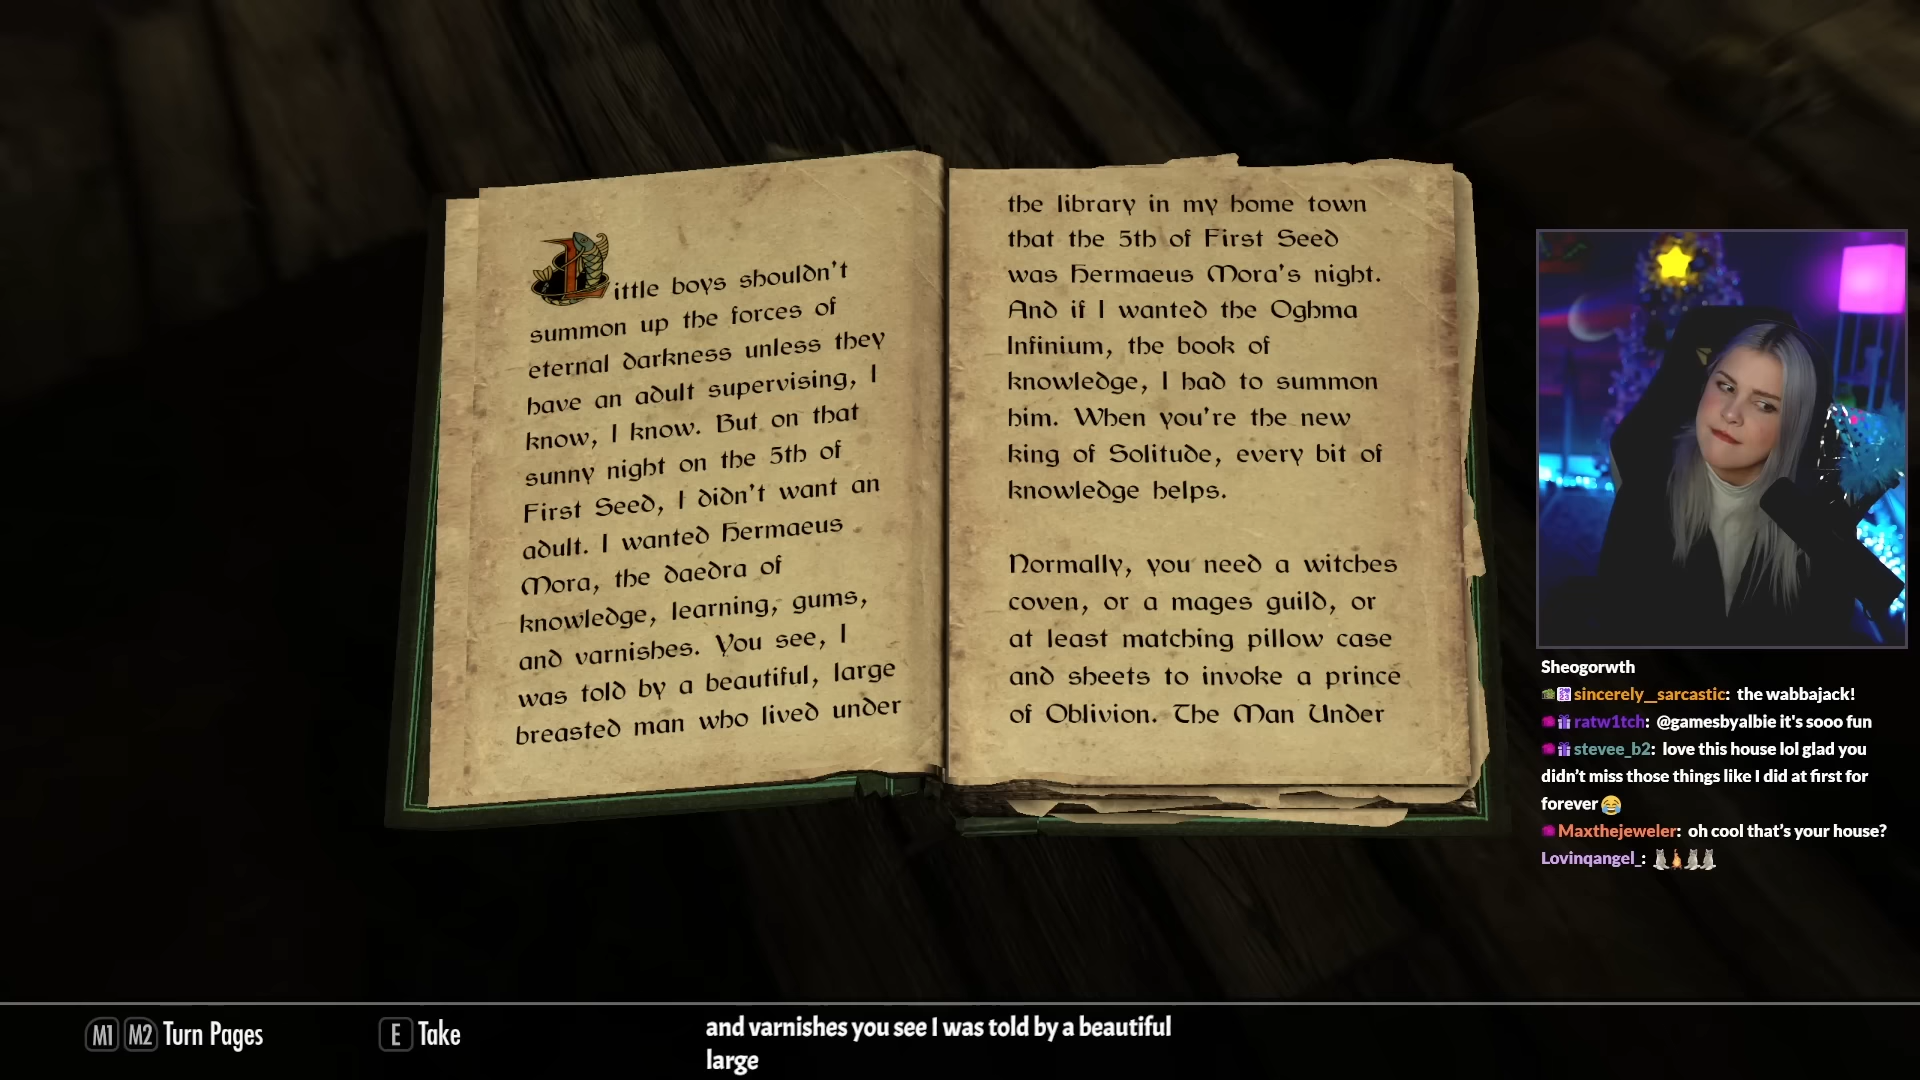 Little boys shouldn't
summon up the forces of
eternal darkness unless they
have an adult supervising, I
know, I know. But on that
sunny night on the 5th of
First Seed, I didn't want an
adult. I wanted Hermaeus
Mora, the daedra of
knowledge, learning, gums,
and varnishes. You see, I
was told by a beautiful, large
breasted man who lived under
the library in my home town
that the 5th of First Seed
was Hermaeus Mora's night.
And if I wanted the Oghma
Infinium, the book of
knowledge, I had to summon
him. When you're the new
king of Solitude, every bit of
knowledge helps.
Normally, you need a witches
coven, or a mages guild, or
at least matching pillow case
and sheets to invoke a prince
of Oblivion. The Man Under
Sheogorwth
sincerely_sarcastic: the wabbajack!
ratw1tch: @gamesbyalbie it's sooo fun
stevee_b2: love this house lol glad you
didn't miss those things like I did at first for
forever 😂
Maxthejeweler: oh cool that's your house?
Lovinqangel_:
M1 M2 Turn Pages
E Take
and varnishes you see I was told by a beautiful
large